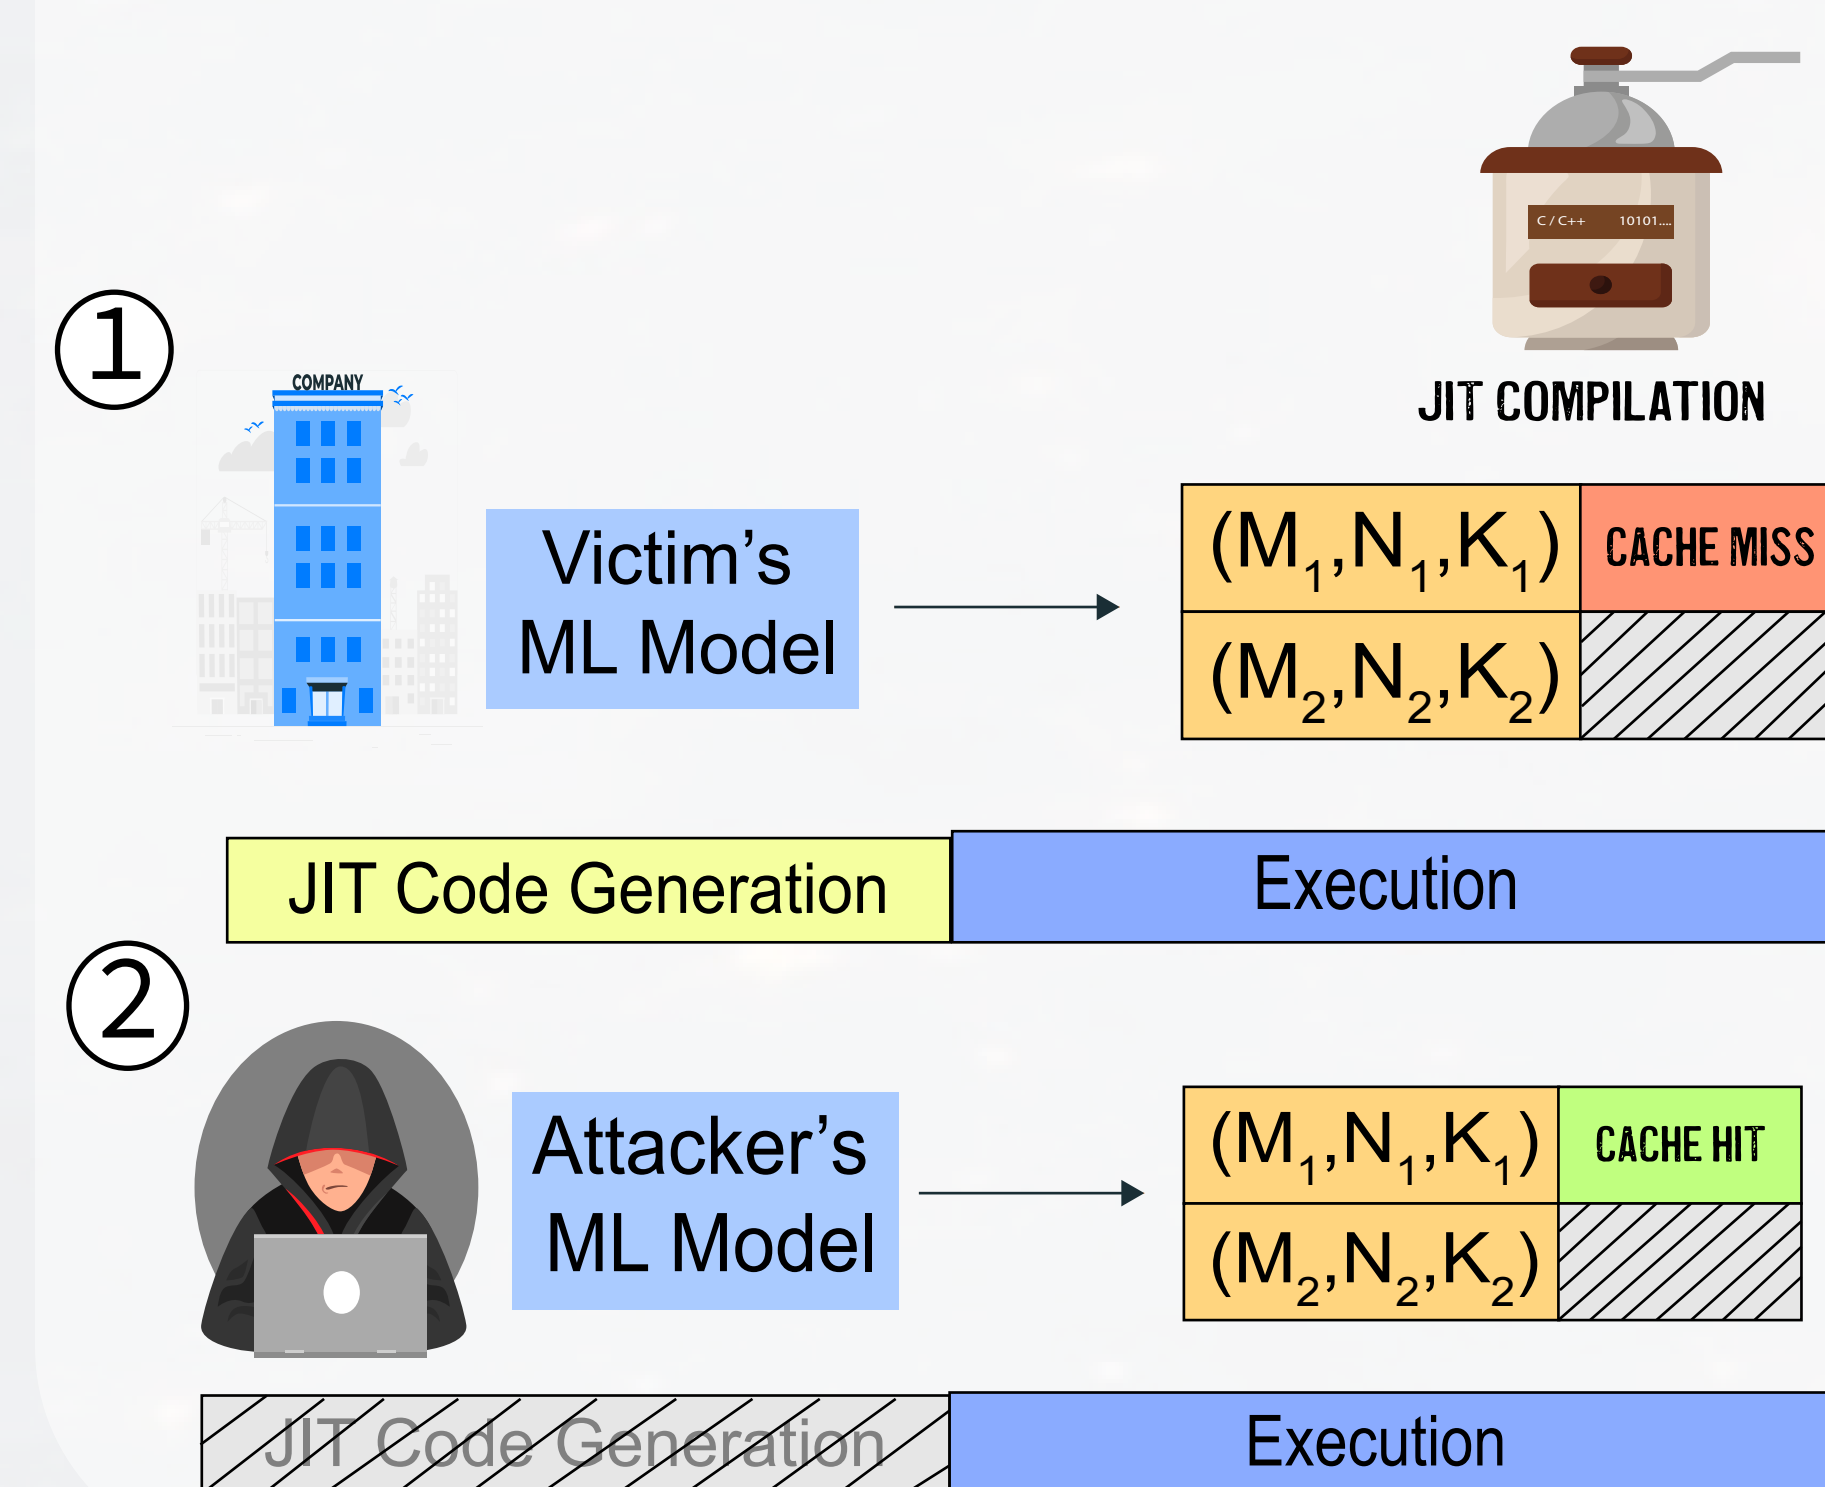 C / C++ 10101....
JIT COMPILATION
①
COMPANY
Victim’s
ML Model
(M₁,N₁,K₁) CACHE MISS
(M₂,N₂,K₂)
JIT Code Generation Execution
②
Attacker’s
ML Model
(M₁,N₁,K₁) CACHE HIT
(M₂,N₂,K₂)
JIT Code Generation Execution